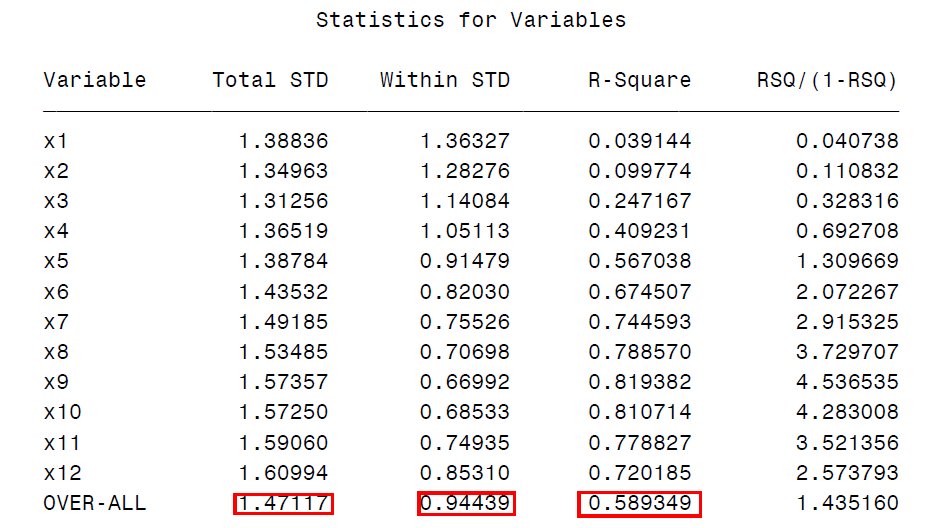 Statistics for Variables
Variable Total STD Within STD R-Square RSQ/(1-RSQ)
x1 1.38836 1.36327 0.039144 0.040738
x2 1.34963 1.28276 0.099774 0.110832
x3 1.31256 1.14084 0.247167 0.328316
x4 1.36519 1.05113 0.409231 0.692708
x5 1.38784 0.91479 0.567038 1.309669
x6 1.43532 0.82030 0.674507 2.072267
x7 1.49185 0.75526 0.744593 2.915325
x8 1.53485 0.70698 0.788570 3.729707
x9 1.57357 0.66992 0.819382 4.536535
x10 1.57250 0.68533 0.810714 4.283008
x11 1.59060 0.74935 0.778827 3.521356
x12 1.60994 0.85310 0.720185 2.573793
OVER-ALL 1.47117 0.94439 0.589349 1.435160